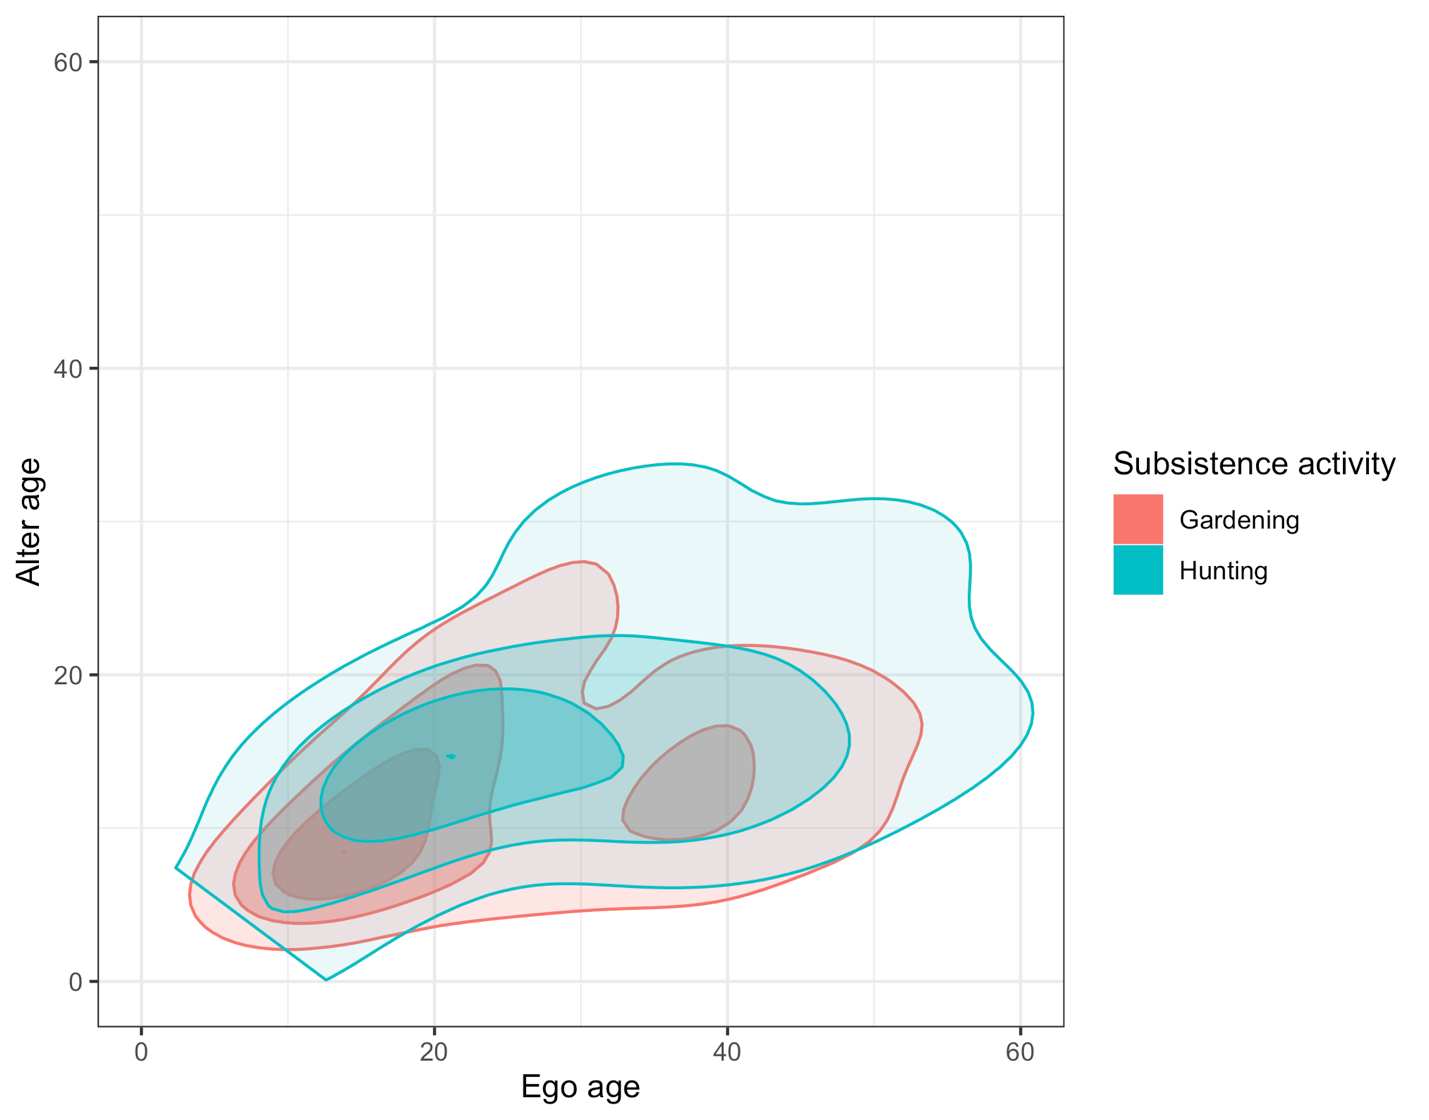 60
40
20
0
Alter age
0 20 40 60
Ego age
Subsistence activity
Gardening
Hunting